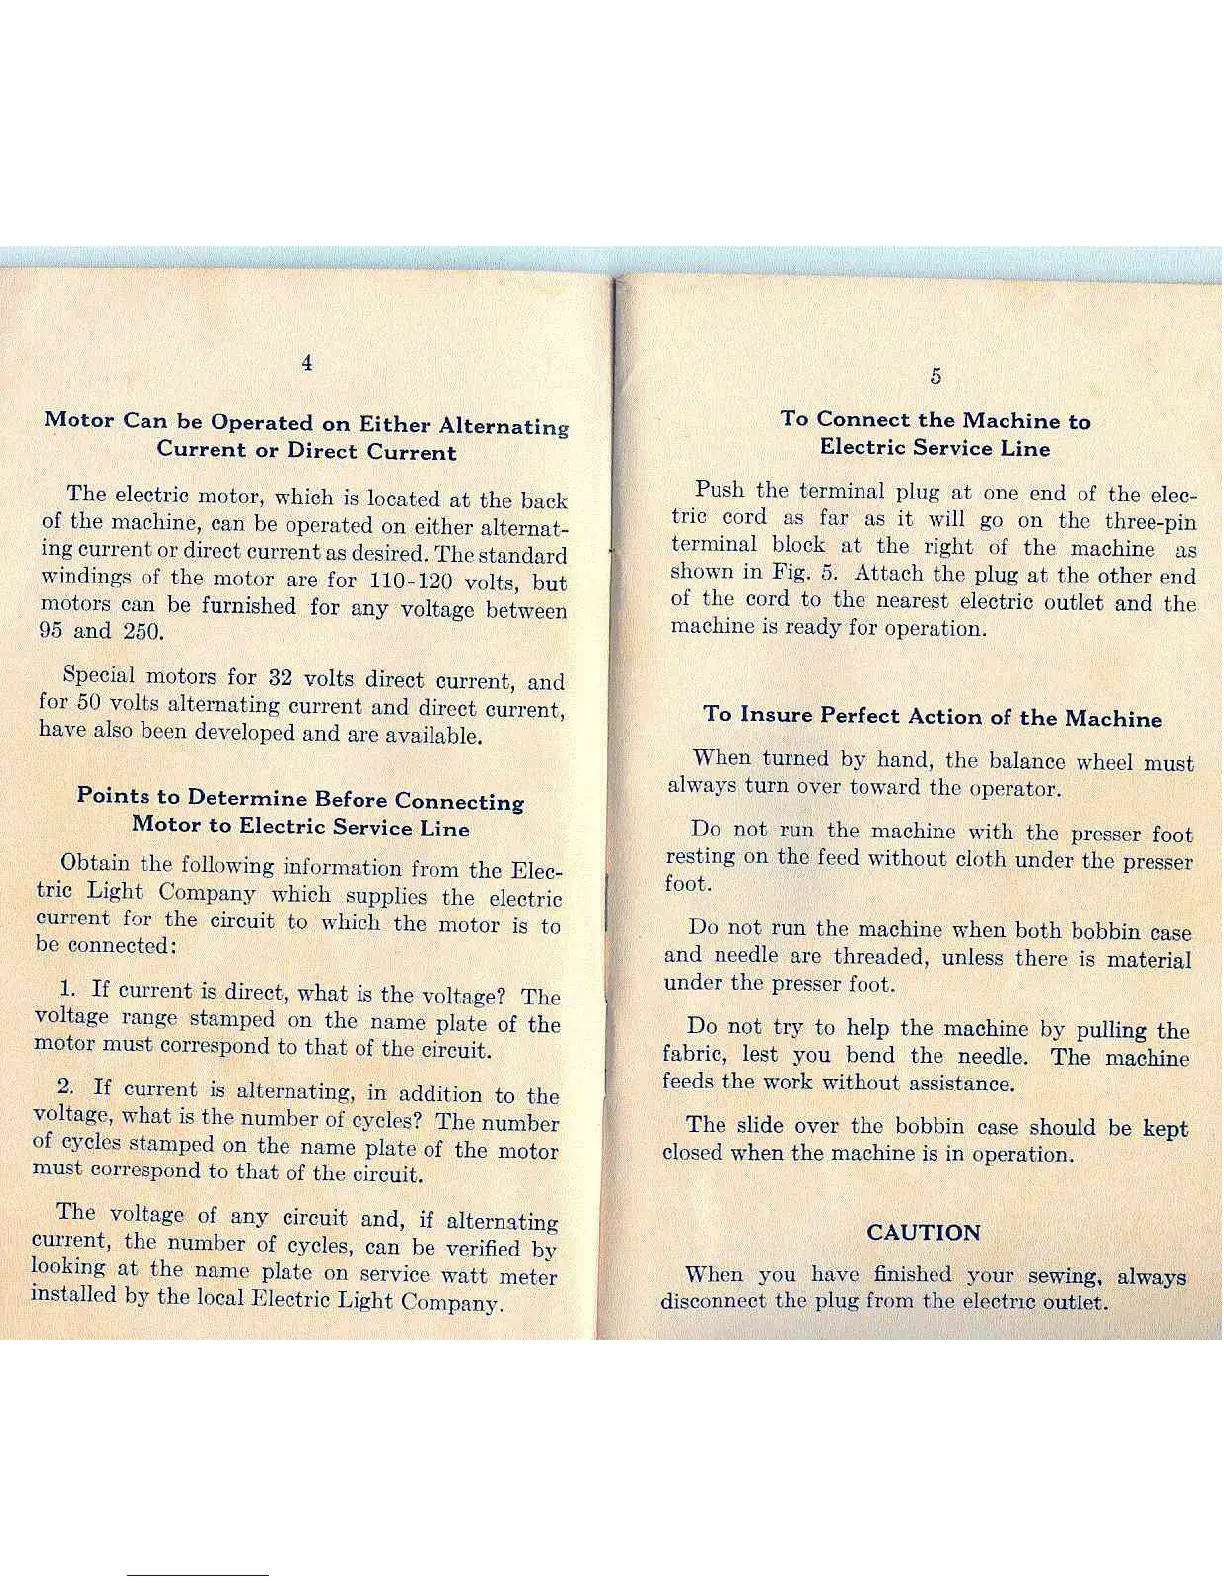 4
Motor Can be Operated on Either Alternating
Current or Direct Current
The electric motor, which is located at the back
of the machine, can be operated on either alternat-
ing current or direct current as desired. The standard
windings of the motor are for 110-120 volts, but
motors can be furnished for any voltage between
95 and 250.
Special motors for 32 volts direct current, and
for 50 volts alternating current and direct current,
have also been developed and are available.
Points to Determine Before Connecting
Motor to Electric Service Line
Obtain the following information from the Elec-
tric Light Company which supplies the electric
current for the circuit to which the motor is to
be connected:
1. If current is direct, what is the voltage? The
voltage range stamped on the name plate of the
motor must correspond to that of the circuit.
2. If current is alternating, in addition to the
voltage, what is the number of cycles? The number
of cycles stamped on the name plate of the motor
must correspond to that of the circuit.
The voltage of any circuit and, if alternating
current, the number of cycles, can be verified by
looking at the name plate on service watt meter
installed by the local Electric Light Company.
5
To Connect the Machine to
Electric Service Line
Push the terminal plug at one end of the elec-
tric cord as far as it will go on the three-pin
terminal block at the right of the machine as
shown in Fig. 5. Attach the plug at the other end
of the cord to the nearest electric outlet and the
machine is ready for operation.
To Insure Perfect Action of the Machine
When turned by hand, the balance wheel must
always turn over toward the operator.
Do not run the machine with the presser foot
resting on the feed without cloth under the presser
foot.
Do not run the machine when both bobbin case
and needle are threaded, unless there is material
under the presser foot.
Do not try to help the machine by pulling the
fabric, lest you bend the needle. The machine
feeds the work without assistance.
The slide over the bobbin case should be kept
closed when the machine is in operation.
CAUTION
When you have finished your sewing, always
disconnect the plug from the electric outlet.